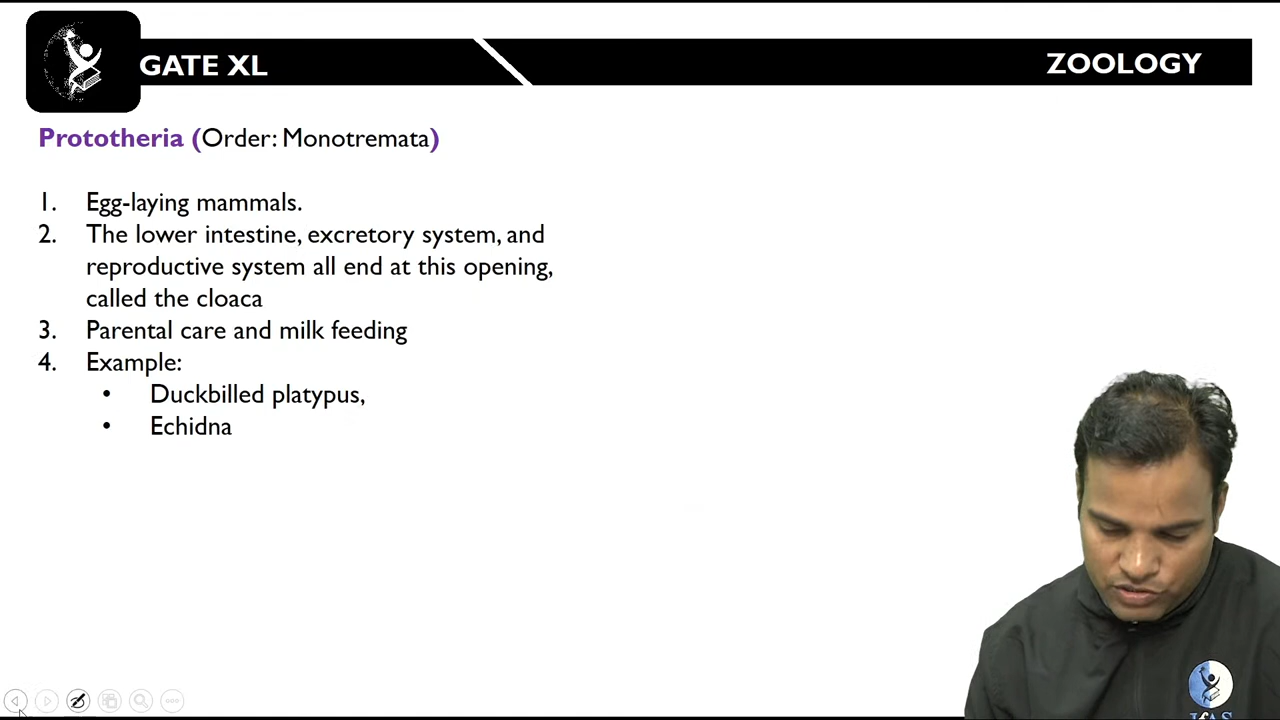 GATE XL
ZOOLOGY
Prototheria (Order: Monotremata)
1. Egg-laying mammals.
2. The lower intestine, excretory system, and
reproductive system all end at this opening,
called the cloaca
3. Parental care and milk feeding
4. Example:
• Duckbilled platypus,
• Echidna
IFAS